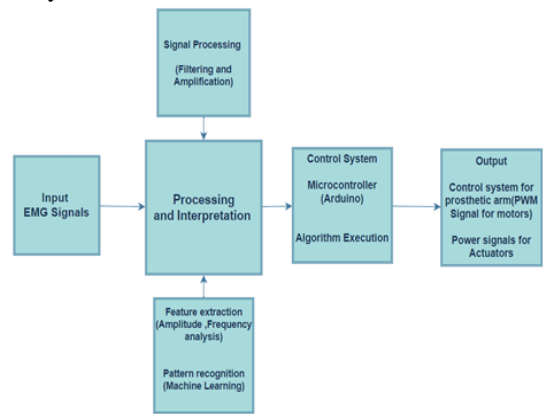 Signal Processing
(Filtering and
Amplification)
Input
EMG Signals
Processing
and Interpretation
Control System
Microcontroller
(Arduino)
Algorithm Execution
Output
Control system for
prosthetic arm(PWM
Signal for motors)
Power signals for
Actuators
Feature extraction
(Amplitude ,Frequency
analysis)
Pattern recognition
(Machine Learning)